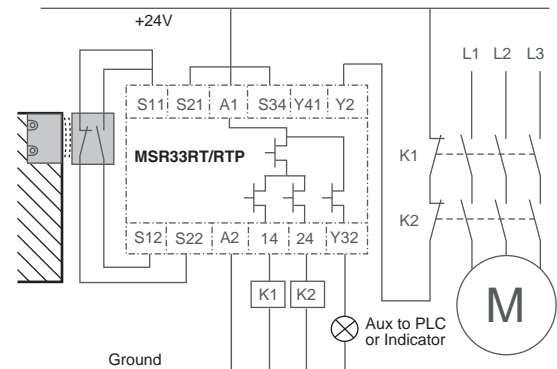 +24V
L1 L2 L3
S11 S21 A1 S34 Y41 Y2
MSR33RT/RTP
K1
K2
S12 S22 A2 14 24 Y32
K1 K2
M
Aux to PLC
or Indicator
Ground